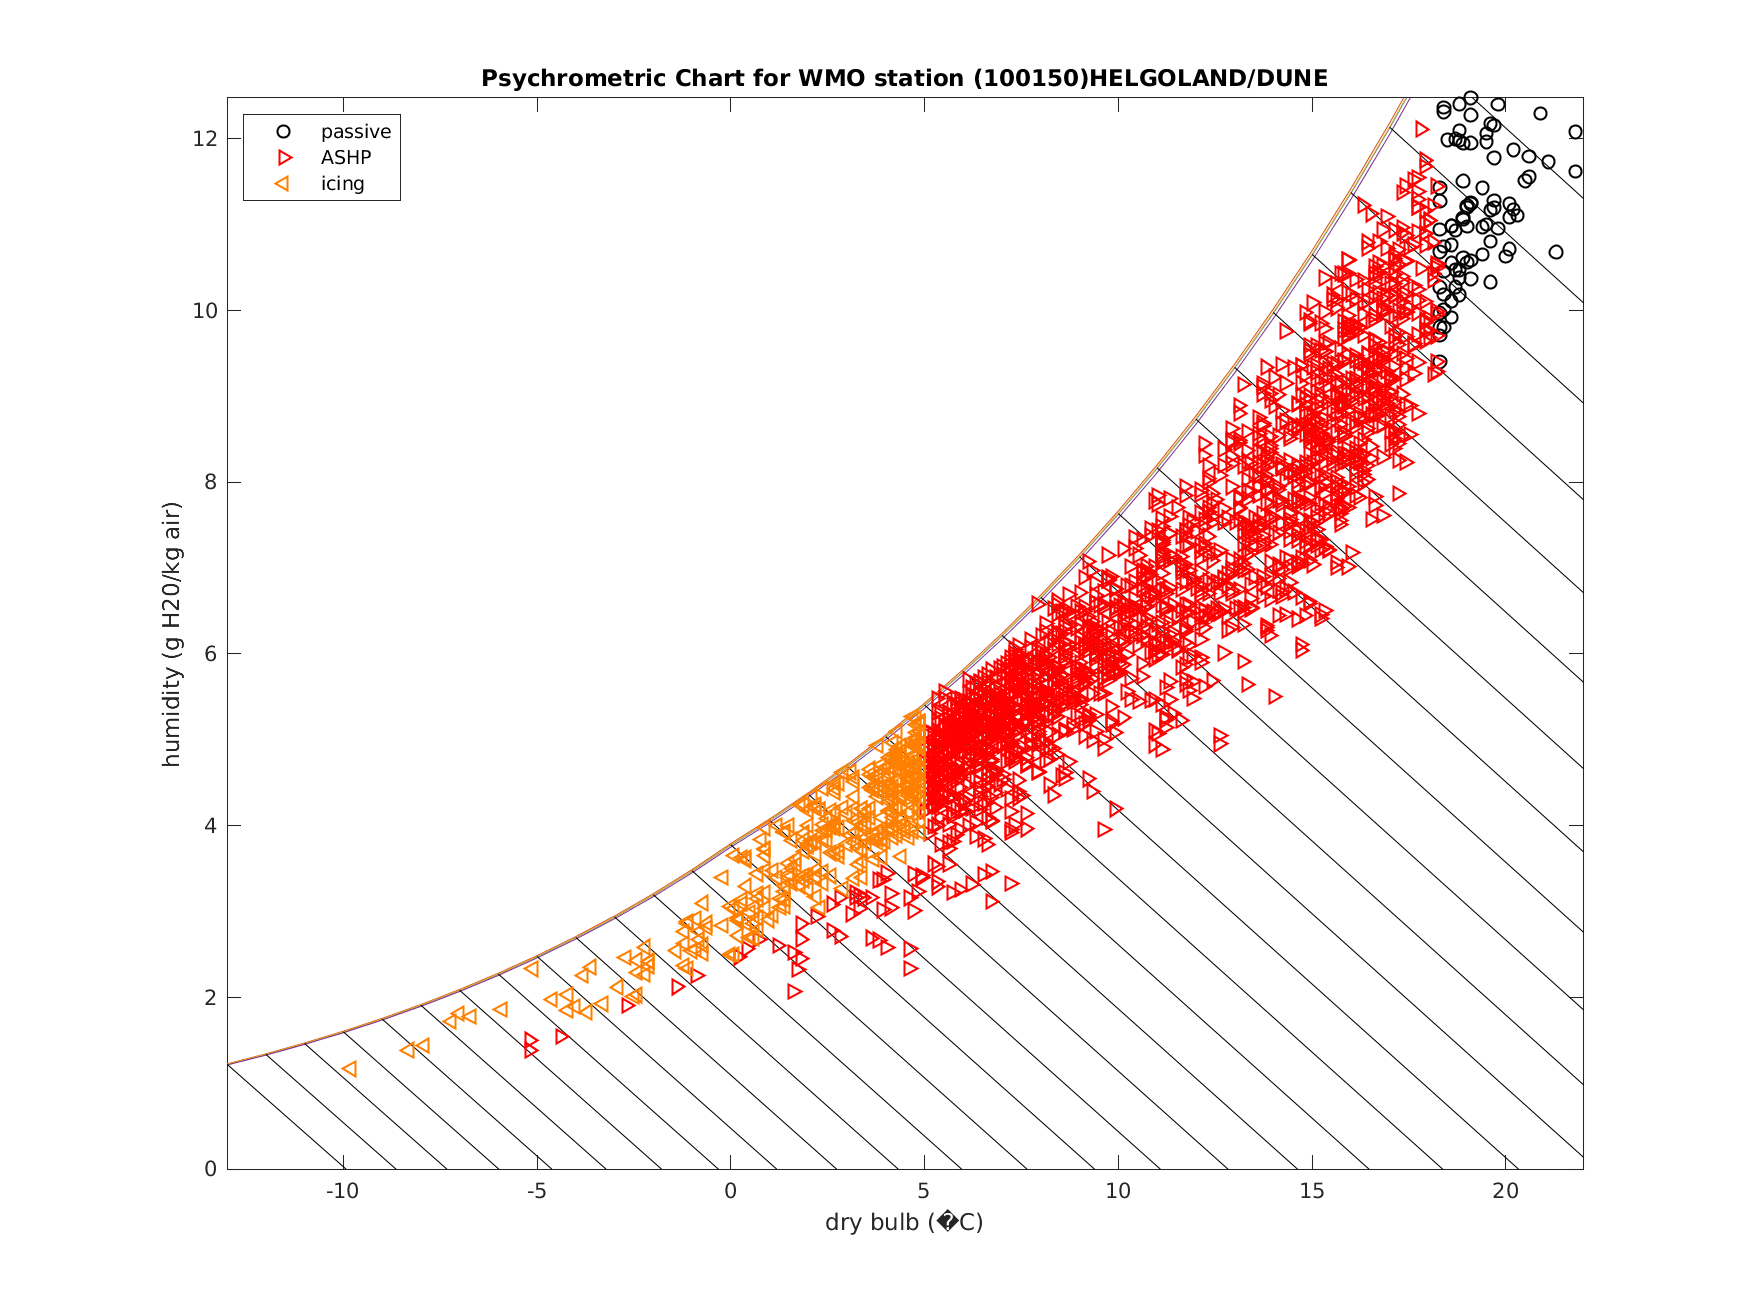 Psychrometric Chart for WMO station (100150)HELGOLAND/DUNE
passive
ASHP
icing
12
10
8
6
4
2
0
humidity (g H20/kg air)
-10 -5 0 5 10 15 20
dry bulb (�C)